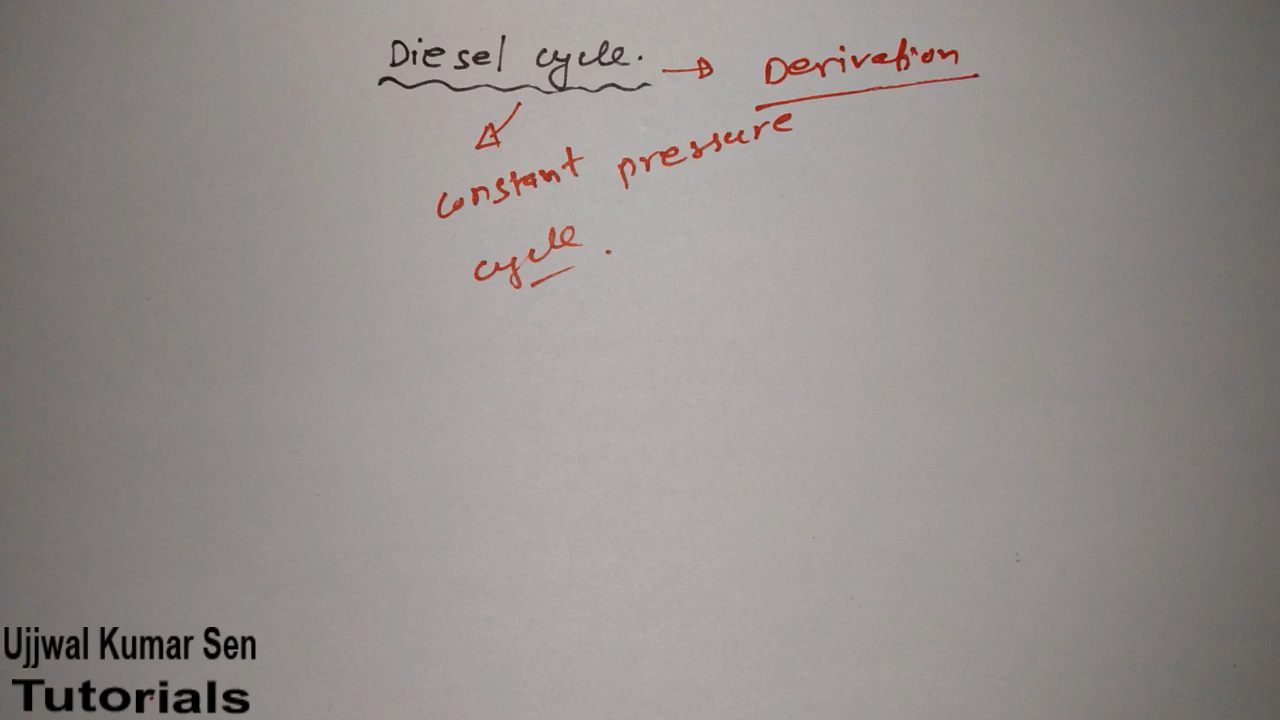 Diesel cycle. → Derivation
constant pressure
cycle.
Ujjwal Kumar Sen
Tutorials